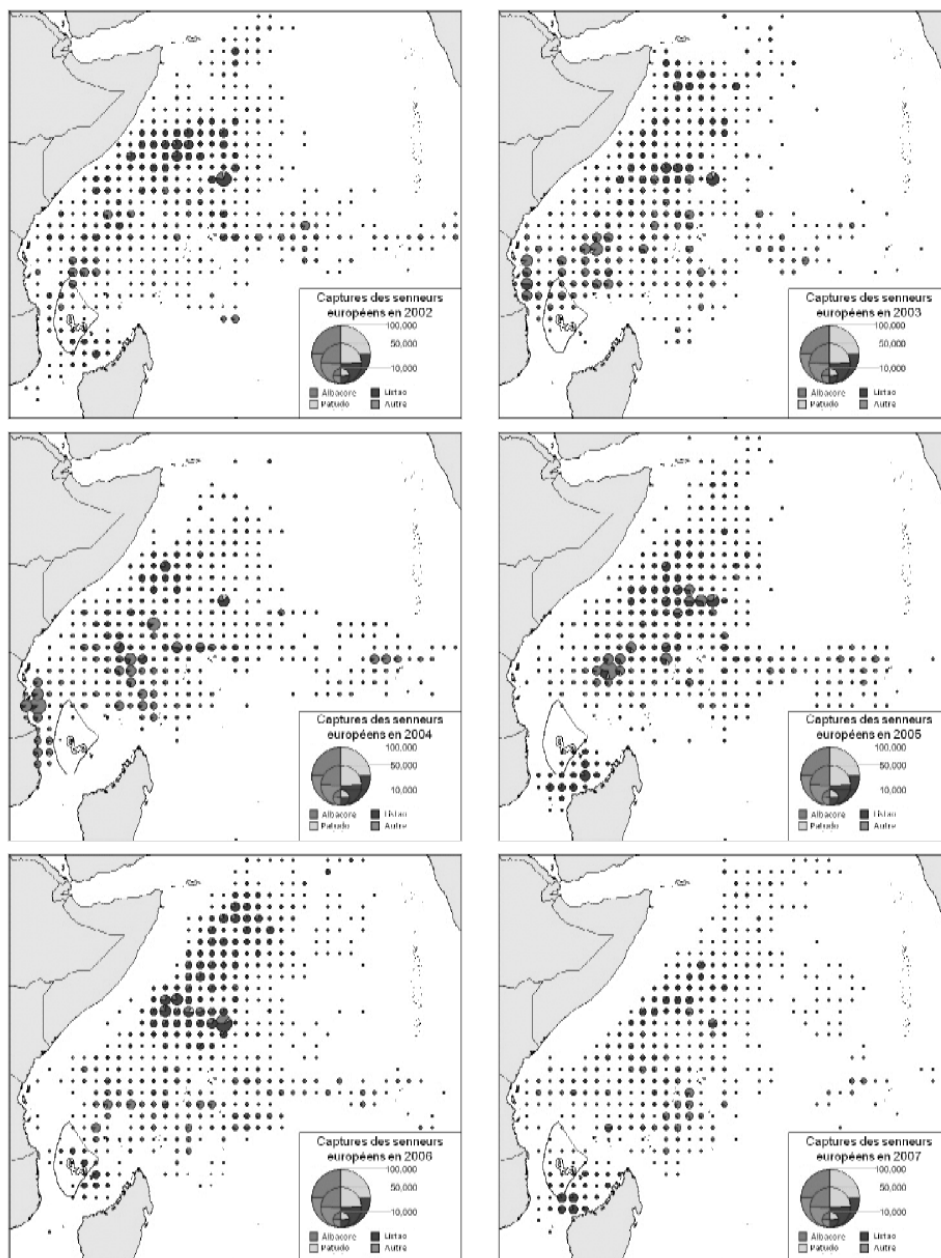 Captures des senneurs
européens en 2002
100,000
50,000
10,000
Albacore Listao
Patudo Autre
Captures des senneurs
européens en 2003
100,000
50,000
10,000
Albacore Listao
Patudo Autre
Captures des senneurs
européens en 2004
100,000
50,000
10,000
Albacore Listao
Patudo Autre
Captures des senneurs
européens en 2005
100,000
50,000
10,000
Albacore Listao
Patudo Autre
Captures des senneurs
européens en 2006
100,000
50,000
10,000
Albacore Listao
Patudo Autre
Captures des senneurs
européens en 2007
100,000
50,000
10,000
Albacore Listao
Patudo Autre